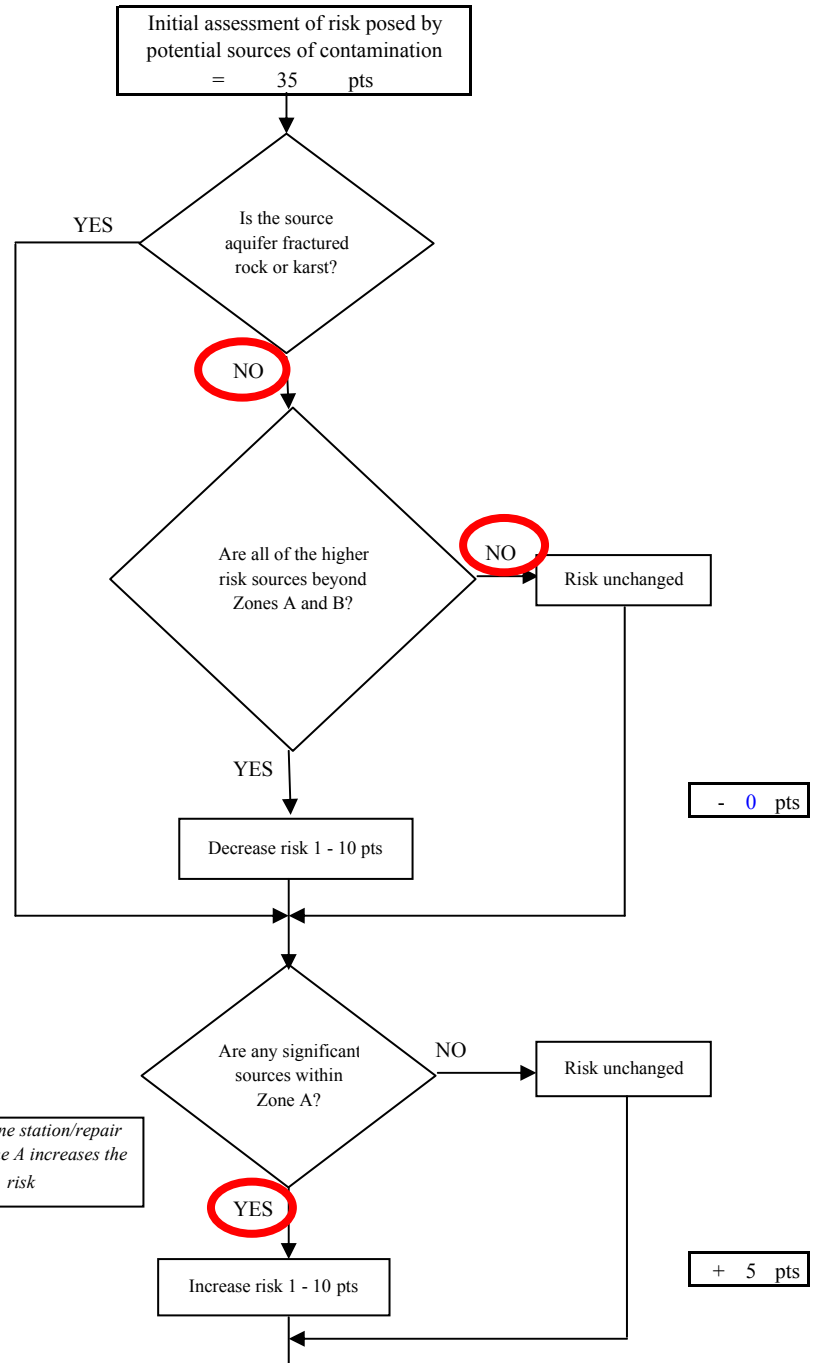 Initial assessment of risk posed by
potential sources of contamination
= 35 pts
YES
Is the source
aquifer fractured
rock or karst?
NO
Are all of the higher
risk sources beyond
Zones A and B?
NO
Risk unchanged
YES
- 0 pts
Decrease risk 1 - 10 pts
Are any significant
sources within
Zone A?
NO
Risk unchanged
ne station/repair
e A increases the
risk
YES
+ 5 pts
Increase risk 1 - 10 pts